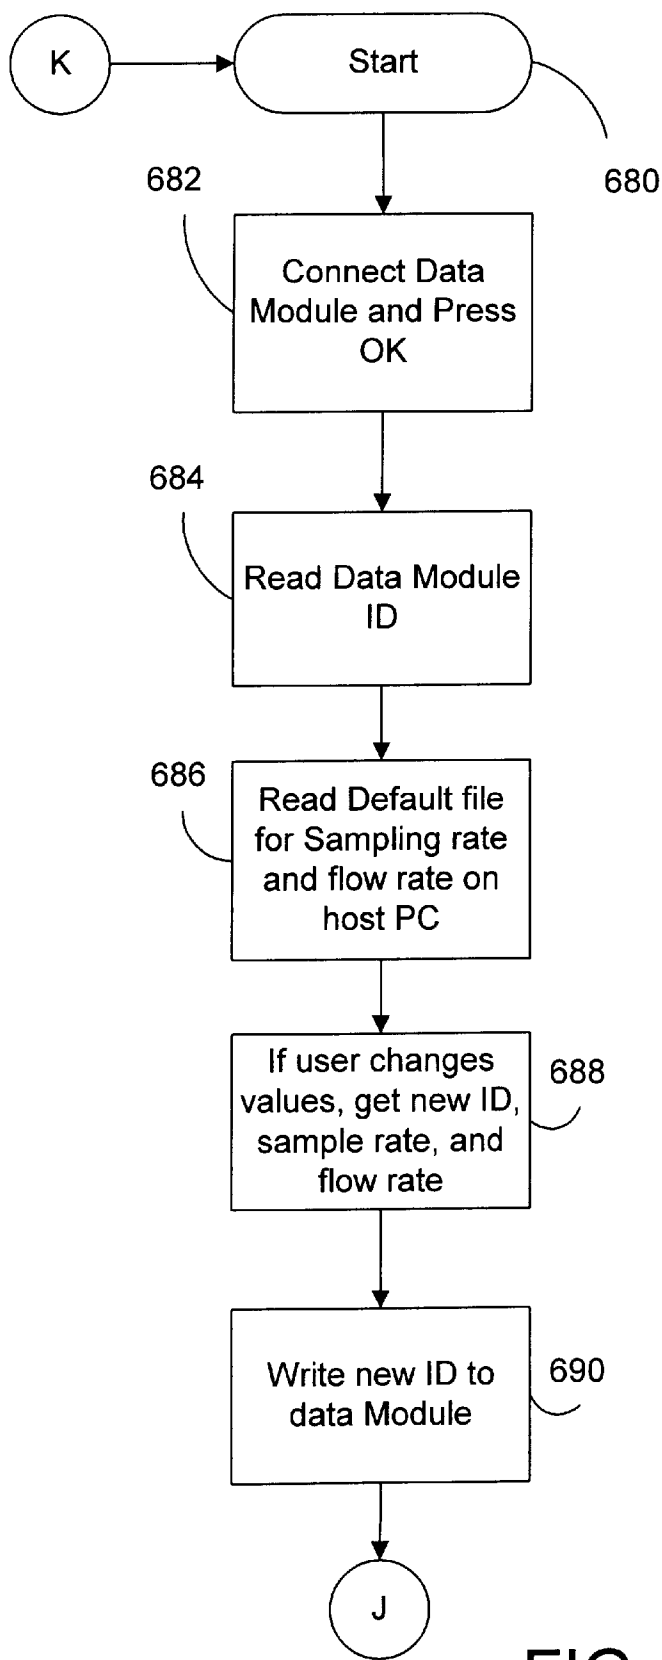 K
Start
680
682
Connect Data
Module and Press
OK
684
Read Data Module
ID
686
Read Default file
for Sampling rate
and flow rate on
host PC
If user changes
values, get new ID,
sample rate, and
flow rate
688
Write new ID to
data Module
690
J